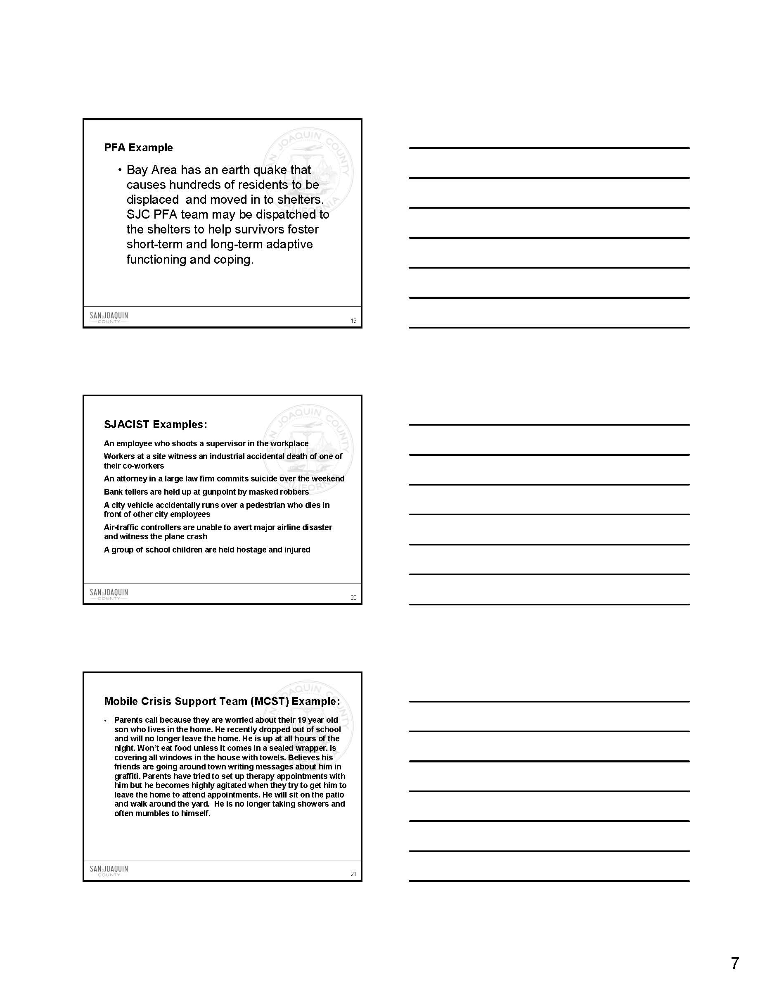 PFA Example
• Bay Area has an earth quake that
causes hundreds of residents to be
displaced  and moved in to shelters.
SJC PFA team may be dispatched to
the shelters to help survivors foster
short-term and long-term adaptive
functioning and coping.
SAN JOAQUIN COUNTY
CALIFORNIA
SAN JOAQUIN
COUNTY
19
SJACIST Examples:
An employee who shoots a supervisor in the workplace
Workers at a site witness an industrial accidental death of one of
their co-workers
An attorney in a large law firm commits suicide over the weekend
Bank tellers are held up at gunpoint by masked robbers
A city vehicle accidentally runs over a pedestrian who dies in
front of other city employees
Air-traffic controllers are unable to avert major airline disaster
and witness the plane crash
A group of school children are held hostage and injured
SAN JOAQUIN COUNTY
CALIFORNIA
SAN JOAQUIN
COUNTY
20
Mobile Crisis Support Team (MCST) Example:
• Parents call because they are worried about their 19 year old
son who lives in the home. He recently dropped out of school
and will no longer leave the home. He is up at all hours of the
night. Won’t eat food unless it comes in a sealed wrapper. Is
covering all windows in the house with towels. Believes his
friends are going around town writing messages about him in
graffiti. Parents have tried to set up therapy appointments with
him but he becomes highly agitated when they try to get him to
leave the home to attend appointments. He will sit on the patio
and walk around the yard.  He is no longer taking showers and
often mumbles to himself.
SAN JOAQUIN COUNTY
CALIFORNIA
SAN JOAQUIN
COUNTY
21
7